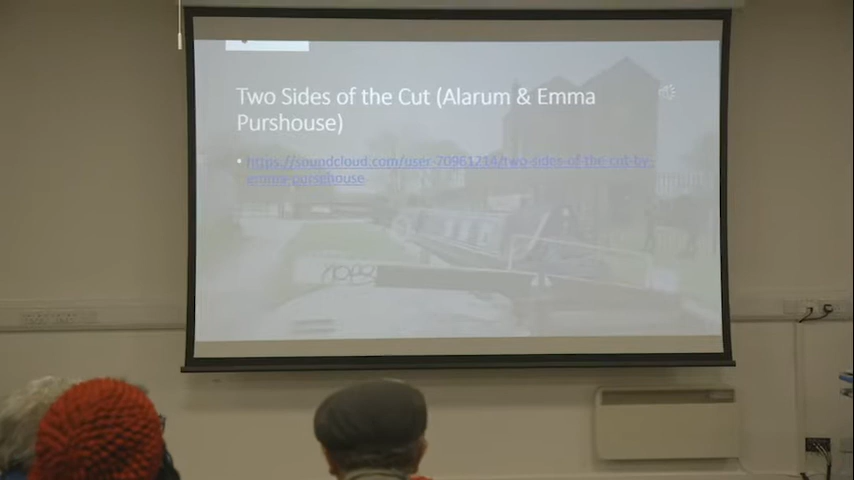 Two Sides of the Cut (Alarum & Emma
Purshouse)
• https://soundcloud.com/user-70961214/two-sides-of-the-cut-by-
emma-purshouse